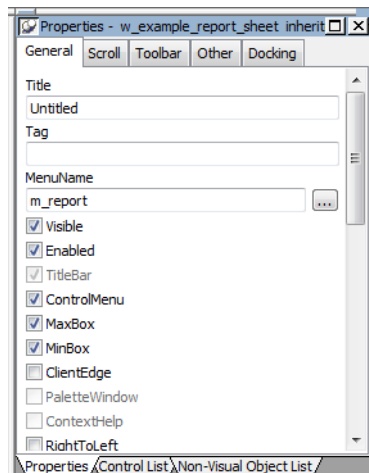 Properties - w_example_report_sheet inherit
General Scroll Toolbar Other Docking
Title
Untitled
Tag
MenuName
m_report
...
Visible
Enabled
TitleBar
ControlMenu
MaxBox
MinBox
ClientEdge
PaletteWindow
ContextHelp
RightToLeft
Properties Control List Non-Visual Object List